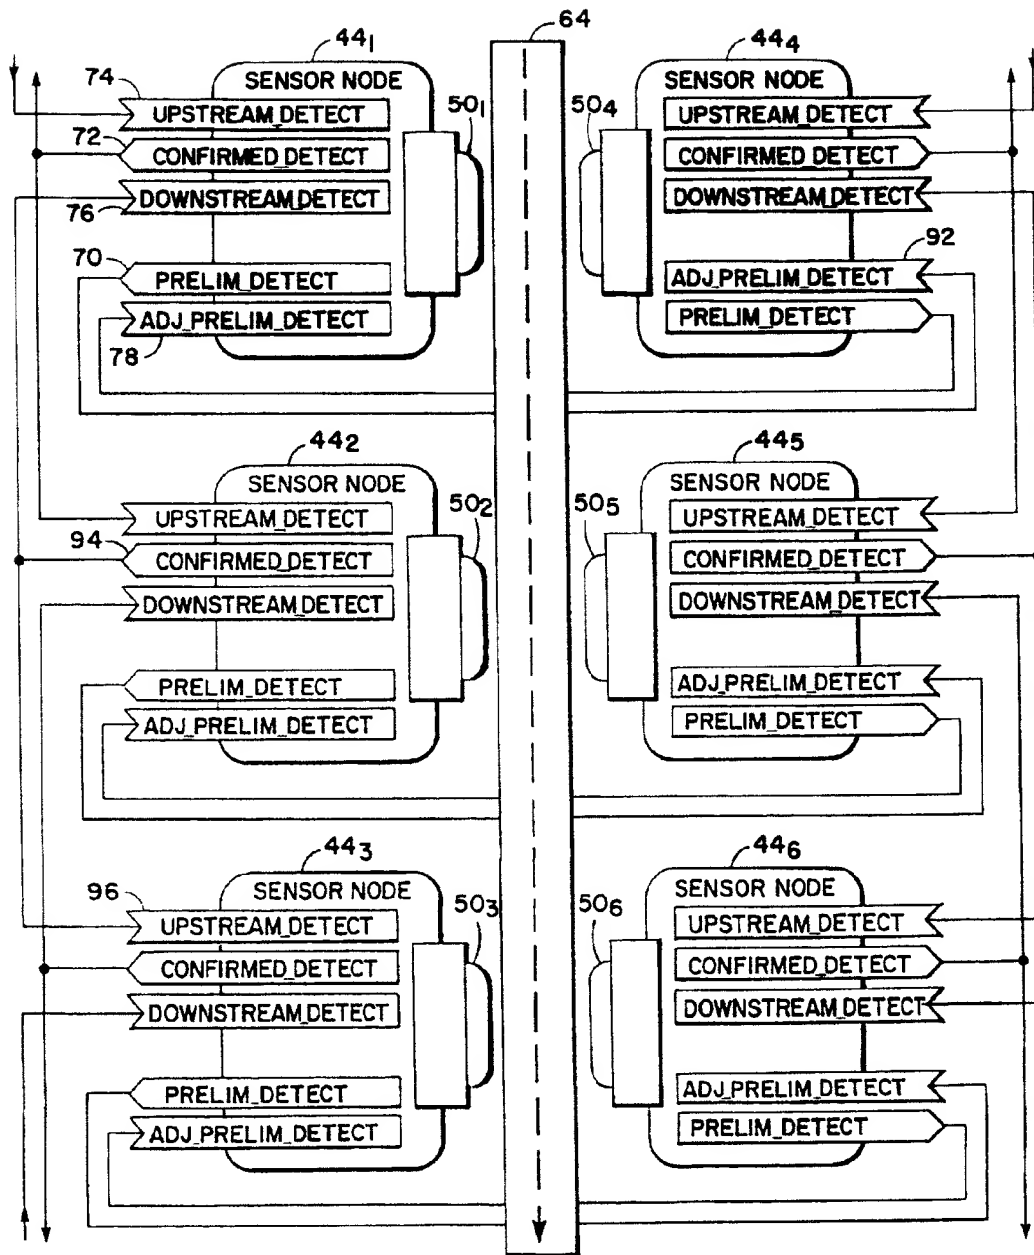 64
44₁
SENSOR NODE
74
UPSTREAM_DETECT
72
CONFIRMED_DETECT
76
DOWNSTREAM_DETECT
70
PRELIM_DETECT
78
ADJ_PRELIM_DETECT
50₁
44₄
SENSOR NODE
50₄
UPSTREAM_DETECT
CONFIRMED_DETECT
DOWNSTREAM_DETECT
92
ADJ_PRELIM_DETECT
PRELIM_DETECT
44₂
SENSOR NODE
UPSTREAM_DETECT
94
CONFIRMED_DETECT
DOWNSTREAM_DETECT
PRELIM_DETECT
ADJ_PRELIM_DETECT
50₂
44₅
SENSOR NODE
50₅
UPSTREAM_DETECT
CONFIRMED_DETECT
DOWNSTREAM_DETECT
ADJ_PRELIM_DETECT
PRELIM_DETECT
44₃
SENSOR NODE
96
UPSTREAM_DETECT
CONFIRMED_DETECT
DOWNSTREAM_DETECT
PRELIM_DETECT
ADJ_PRELIM_DETECT
50₃
44₆
SENSOR NODE
50₆
UPSTREAM_DETECT
CONFIRMED_DETECT
DOWNSTREAM_DETECT
ADJ_PRELIM_DETECT
PRELIM_DETECT